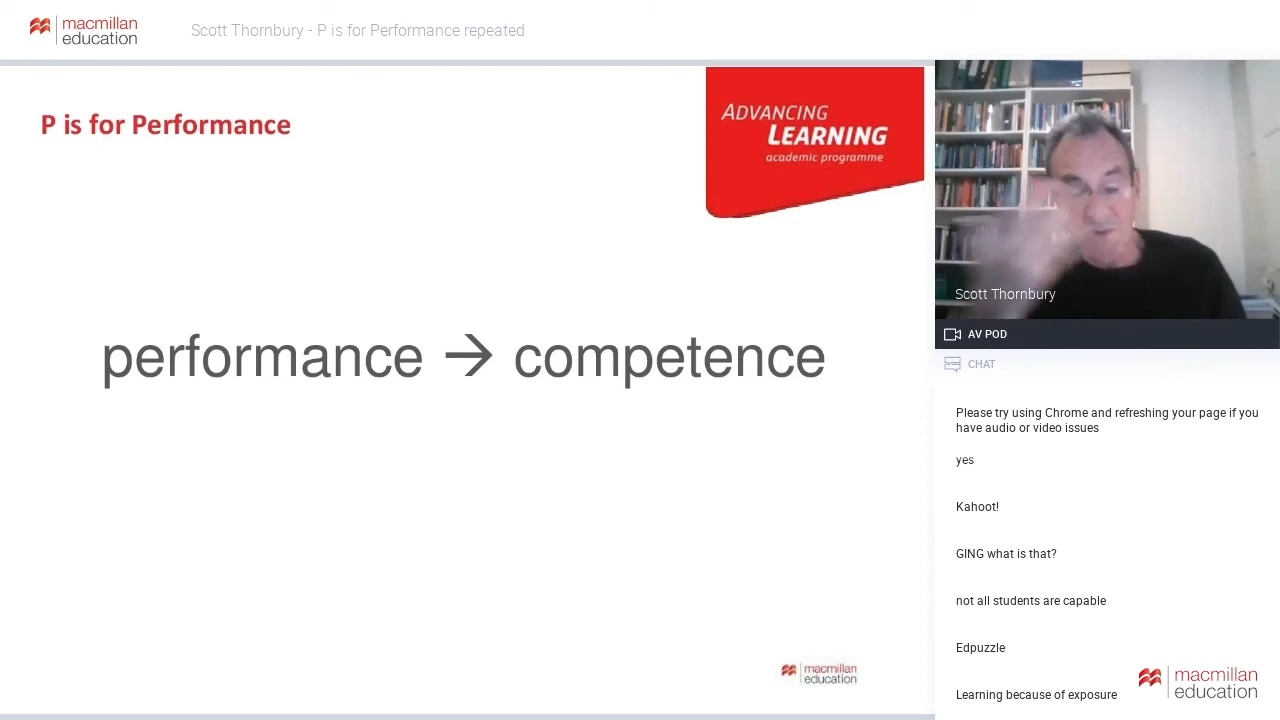 macmillan
education
Scott Thornbury - P is for Performance repeated
P is for Performance
ADVANCING
LEARNING
academic programme
performance → competence
macmillan
education
Scott Thornbury
AV POD
CHAT
Please try using Chrome and refreshing your page if you
have audio or video issues
yes
Kahoot!
GING what is that?
not all students are capable
Edpuzzle
Learning because of exposure
macmillan
education